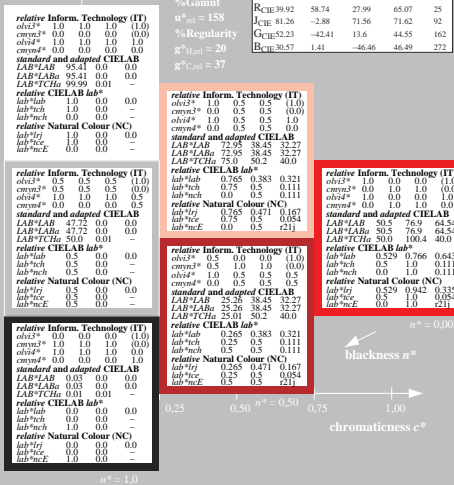 %Gamut
u*rel = 158
%Regularity
g*H,rel = 20
g*C,rel = 37
RCIE 39.92 58.74 27.99 65.07 25
JCIE 81.26 −2.88 71.56 71.62 92
GCIE 52.23 −42.41 13.6 44.55 162
BCIE 30.57 1.41 −46.46 46.49 272
relative Inform. Technology (IT)
olvi3* 1.0 1.0 1.0 (1.0)
cmyn3* 0.0 0.0 0.0 (0.0)
olvi4* 1.0 1.0 1.0 1.0
cmyn4* 0.0 0.0 0.0 0.0
standard and adapted CIELAB
LAB*LAB 95.41 0.0 0.0
LAB*LABa 95.41 0.0 0.0
LAB*TCHa 99.99 0.01 –
relative CIELAB lab*
lab*lab 1.0 0.0 0.0
lab*tch 1.0 0.0 –
lab*nch 0.0 0.0 –
relative Natural Colour (NC)
lab*lrj 1.0 0.0 0.0
lab*tce 1.0 0.0 –
lab*ncE 0.0 0.0 –
relative Inform. Technology (IT)
olvi3* 1.0 0.5 0.5 (1.0)
cmyn3* 0.0 0.5 0.5 (0.0)
olvi4* 1.0 0.5 0.5 1.0
cmyn4* 0.0 0.5 0.5 0.0
standard and adapted CIELAB
LAB*LAB 72.95 38.45 32.27
LAB*LABa 72.95 38.45 32.27
LAB*TCHa 75.0 50.2 40.0
relative CIELAB lab*
lab*lab 0.765 0.383 0.321
lab*tch 0.75 0.5 0.111
lab*nch 0.0 0.5 0.111
relative Natural Colour (NC)
lab*lrj 0.765 0.471 0.167
lab*tce 0.75 0.5 0.054
lab*ncE 0.0 0.5 r21j
relative Inform. Technology (IT)
olvi3* 0.5 0.5 0.5 (1.0)
cmyn3* 0.5 0.5 0.5 (0.0)
olvi4* 1.0 1.0 1.0 0.5
cmyn4* 0.0 0.0 0.0 0.5
standard and adapted CIELAB
LAB*LAB 47.72 0.0 0.0
LAB*LABa 47.72 0.0 0.0
LAB*TCHa 50.0 0.01 –
relative CIELAB lab*
lab*lab 0.5 0.0 0.0
lab*tch 0.5 0.0 –
lab*nch 0.5 0.0 –
relative Natural Colour (NC)
lab*lrj 0.5 0.0 0.0
lab*tce 0.5 0.0 –
lab*ncE 0.5 0.0 –
relative Inform. Technology (IT)
olvi3* 1.0 0.0 0.0 (1.0
cmyn3* 0.0 1.0 1.0 (0.0
olvi4* 1.0 0.0 0.0 1.0
cmyn4* 0.0 1.0 1.0 0.0
standard and adapted CIELAB
LAB*LAB 50.5 76.9 64.54
LAB*LABa 50.5 76.9 64.54
LAB*TCHa 50.0 100.4 40.0
relative CIELAB lab*
lab*lab 0.529 0.766 0.643
lab*tch 0.5 1.0 0.111
lab*nch 0.0 1.0 0.111
relative Natural Colour (NC)
lab*lrj 0.529 0.942 0.335
lab*tce 0.5 1.0 0.054
lab*ncE 0.0 1.0 r21j
relative Inform. Technology (IT)
olvi3* 0.5 0.0 0.0 (1.0)
cmyn3* 0.5 1.0 1.0 (0.0)
olvi4* 1.0 0.5 0.5 0.5
cmyn4* 0.0 0.5 0.5 0.5
standard and adapted CIELAB
LAB*LAB 25.26 38.45 32.27
LAB*LABa 25.26 38.45 32.27
LAB*TCHa 25.01 50.2 40.0
relative CIELAB lab*
lab*lab 0.265 0.383 0.321
lab*tch 0.25 0.5 0.111
lab*nch 0.5 0.5 0.111
relative Natural Colour (NC)
lab*lrj 0.265 0.471 0.167
lab*tce 0.25 0.5 0.054
lab*ncE 0.5 0.5 r21j
relative Inform. Technology (IT)
olvi3* 0.0 0.0 0.0 (1.0)
cmyn3* 1.0 1.0 1.0 (0.0)
olvi4* 1.0 1.0 1.0 0.0
cmyn4* 0.0 0.0 0.0 1.0
standard and adapted CIELAB
LAB*LAB 0.03 0.0 0.0
LAB*LABa 0.03 0.0 0.0
LAB*TCHa 0.01 0.01 –
relative CIELAB lab*
lab*lab 0.0 0.0 0.0
lab*tch 0.0 0.0 –
lab*nch 1.0 0.0 –
relative Natural Colour (NC)
lab*lrj 0.0 0.0 0.0
lab*tce 0.0 0.0 –
lab*ncE 1.0 0.0 –
n* = 0,00
blackness n*
n* = 0,50
0,25 0,50 0,75 1,00
chromaticness c*
n* = 1,0